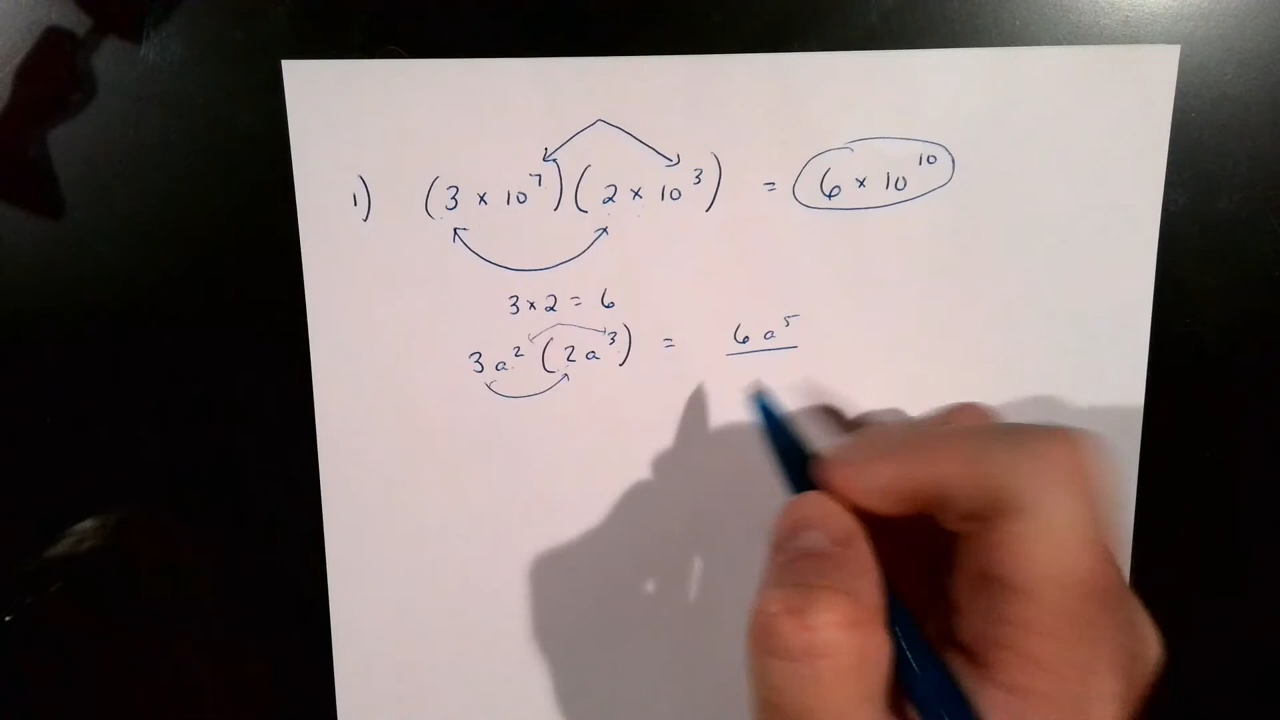 1) (3 × 10⁷)(2 × 10³) = 6 × 10¹⁰
3×2 = 6
3a² (2a³) = 6a⁵